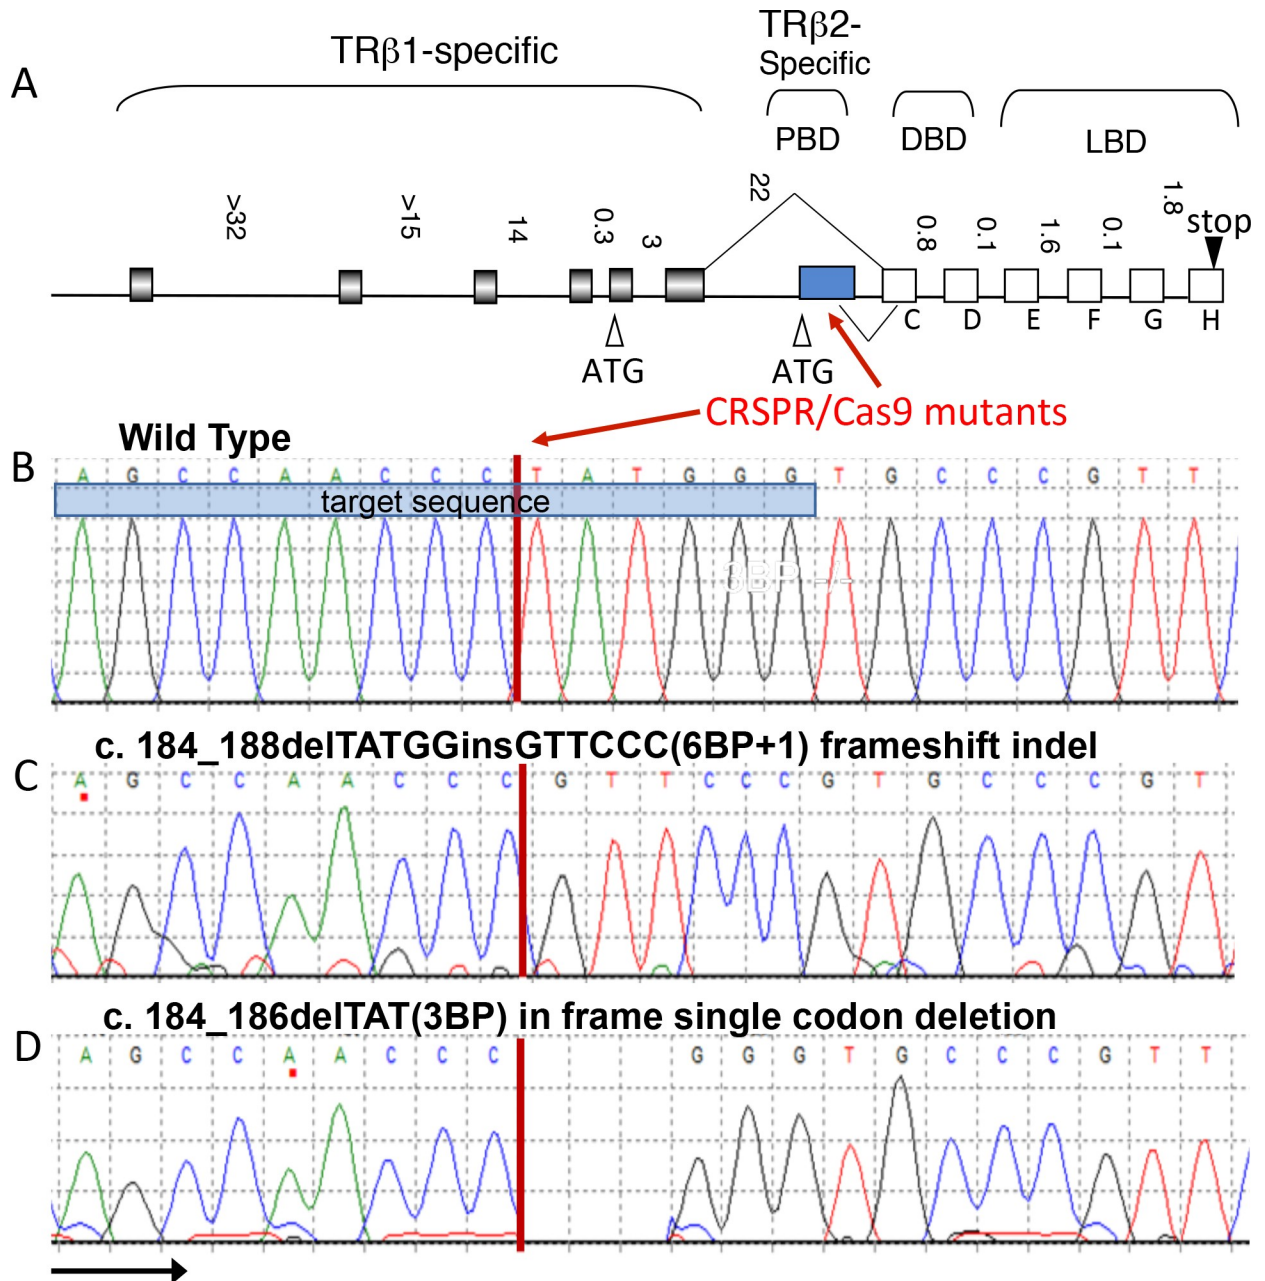 A
TRβ1-specific
TRβ2-
Specific
PBD
DBD
LBD
>32
>15
14
0.3
3
22
0.8
0.1
1.6
0.1
1.8
stop
C D E F G H
ATG
ATG
CRSPR/Cas9 mutants
Wild Type
B
A G C C A A C C C T A T G G G T G C C C G T T
target sequence
3BP -/-
c. 184_188delTATGGinsGTTCCC(6BP+1) frameshift indel
C
A G C C A A C C C G T T C C C G T G C C C G T
c. 184_186delTAT(3BP) in frame single codon deletion
D
A G C C A A C C C G G G T G C C C G T T